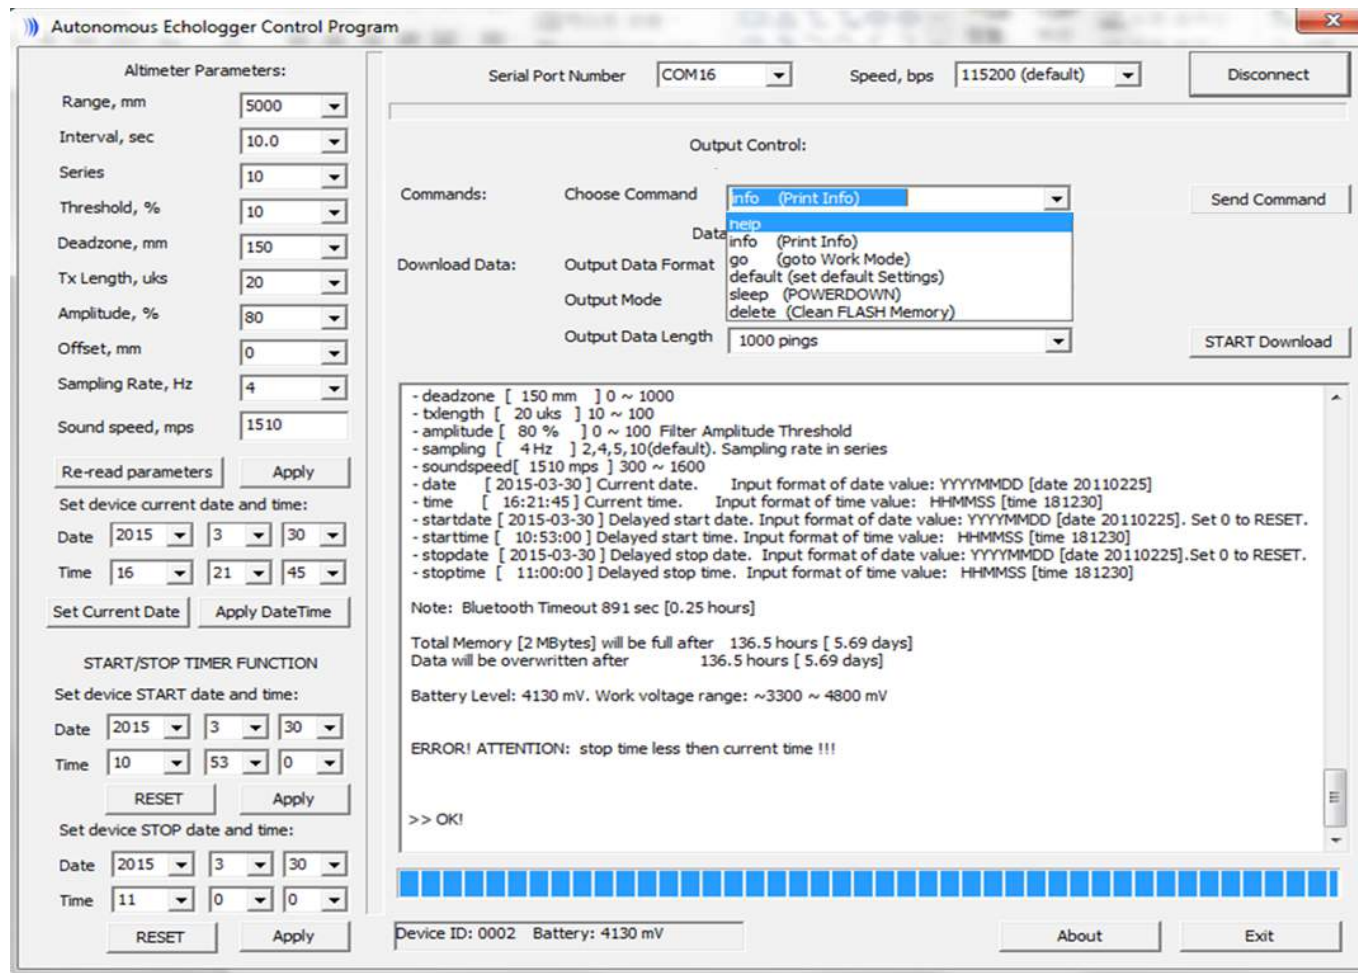 Autonomous Echologger Control Program
Altimeter Parameters:
Range, mm 5000
Interval, sec 10.0
Series 10
Threshold, % 10
Deadzone, mm 150
Tx Length, uks 20
Amplitude, % 80
Offset, mm 0
Sampling Rate, Hz 4
Sound speed, mps 1510
Re-read parameters Apply
Set device current date and time:
Date 2015 3 30
Time 16 21 45
Set Current Date Apply DateTime
START/STOP TIMER FUNCTION
Set device START date and time:
Date 2015 3 30
Time 10 53 0
RESET Apply
Set device STOP date and time:
Date 2015 3 30
Time 11 0 0
RESET Apply
Serial Port Number COM16 Speed, bps 115200 (default) Disconnect
Output Control:
Commands: Choose Command info (Print Info) Send Command
help
Data
info (Print Info)
go (goto Work Mode)
default (set default Settings)
sleep (POWERDOWN)
delete (Clean FLASH Memory)
Download Data: Output Data Format
Output Mode
Output Data Length 1000 pings START Download
- deadzone [ 150 mm ] 0 ~ 1000
- txlength [ 20 uks ] 10 ~ 100
- amplitude [ 80 % ] 0 ~ 100 Filter Amplitude Threshold
- sampling [ 4 Hz ] 2,4,5,10(default). Sampling rate in series
- soundspeed[ 1510 mps ] 300 ~ 1600
- date [ 2015-03-30 ] Current date. Input format of date value: YYYYMMDD [date 20110225]
- time [ 16:21:45 ] Current time. Input format of time value: HHMMSS [time 181230]
- startdate [ 2015-03-30 ] Delayed start date. Input format of date value: YYYYMMDD [date 20110225]. Set 0 to RESET.
- starttime [ 10:53:00 ] Delayed start time. Input format of time value: HHMMSS [time 181230]
- stopdate [ 2015-03-30 ] Delayed stop date. Input format of date value: YYYYMMDD [date 20110225].Set 0 to RESET.
- stoptime [ 11:00:00 ] Delayed stop time. Input format of time value: HHMMSS [time 181230]
Note: Bluetooth Timeout 891 sec [0.25 hours]
Total Memory [2 MBytes] will be full after 136.5 hours [ 5.69 days]
Data will be overwritten after 136.5 hours [ 5.69 days]
Battery Level: 4130 mV. Work voltage range: ~3300 ~ 4800 mV
ERROR! ATTENTION: stop time less then current time !!!
>> OK!
Device ID: 0002 Battery: 4130 mV
About Exit